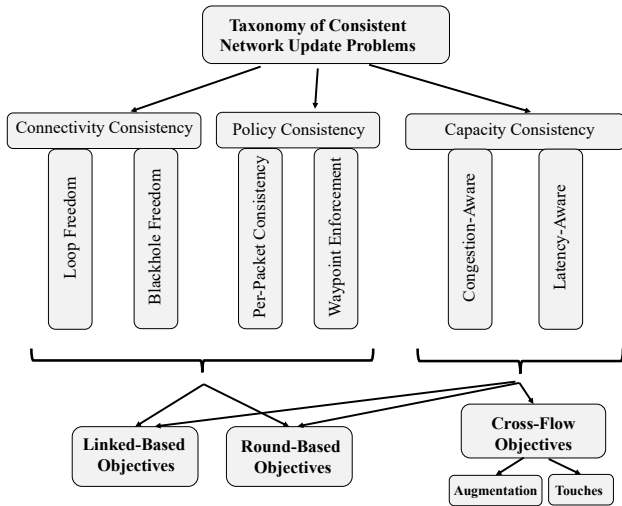 Taxonomy of Consistent
Network Update Problems
Connectivity Consistency
Policy Consistency
Capacity Consistency
Loop Freedom
Blackhole Freedom
Per-Packet Consistency
Waypoint Enforcement
Congestion-Aware
Latency-Aware
Linked-Based
Objectives
Round-Based
Objectives
Cross-Flow
Objectives
Augmentation
Touches